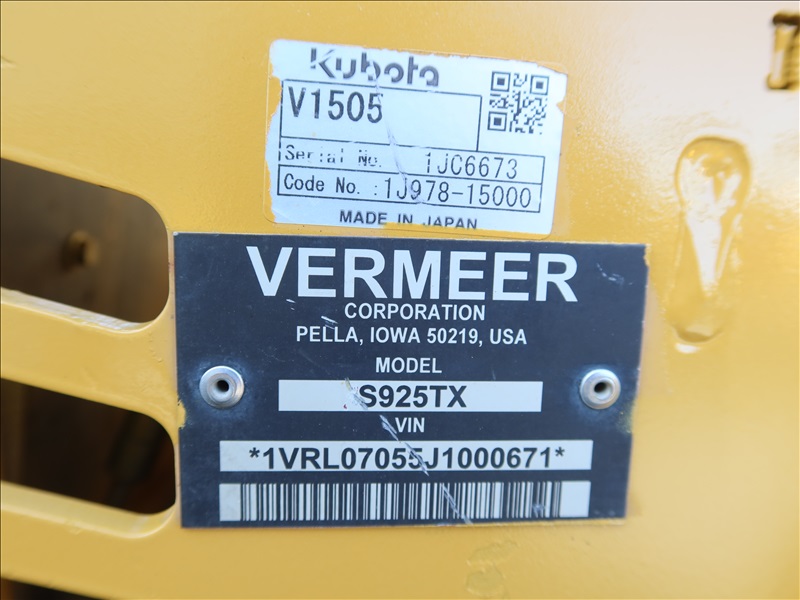 Kubota
V1505
Serial No. 1JC6673
Code No. : 1J978-15000
MADE IN JAPAN
VERMEER
CORPORATION
PELLA, IOWA 50219, USA
MODEL
S925TX
VIN
*1VRL07055J1000671*